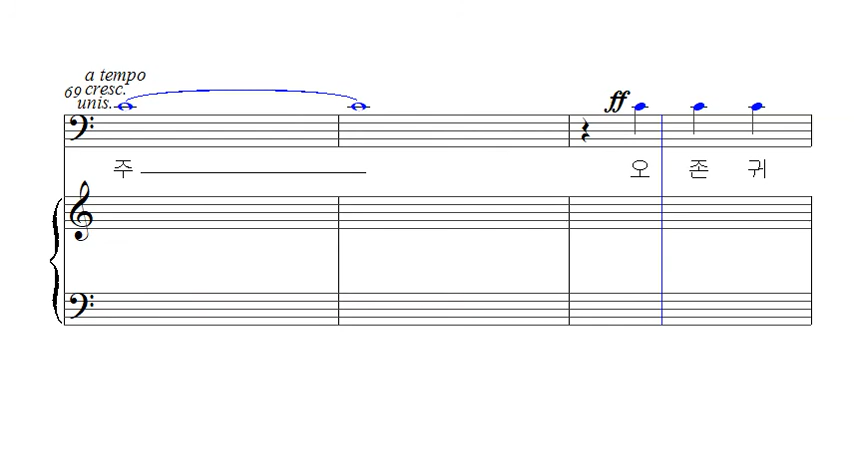 a tempo
69 cresc.
unis.
ff
주 오 존 귀